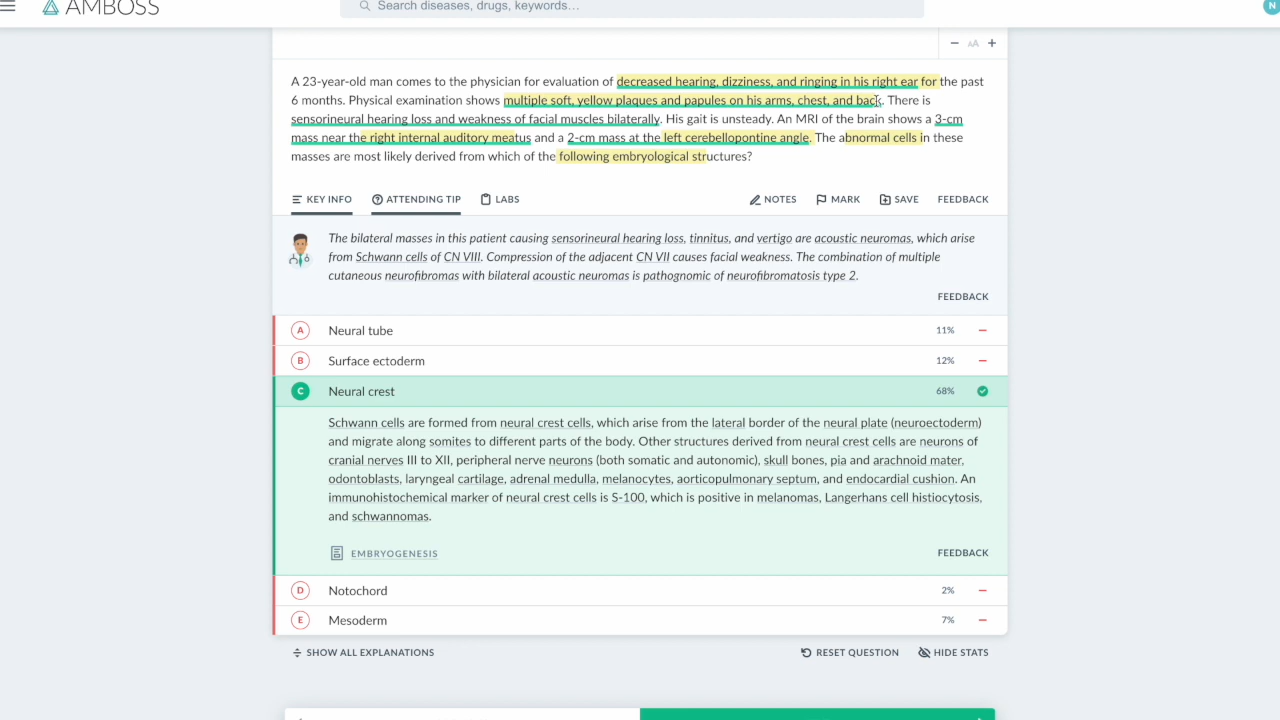 AMBOSS
Search diseases, drugs, keywords...
N
− AA +
A 23-year-old man comes to the physician for evaluation of decreased hearing, dizziness, and ringing in his right ear for the past
6 months. Physical examination shows multiple soft, yellow plaques and papules on his arms, chest, and back. There is
sensorineural hearing loss and weakness of facial muscles bilaterally. His gait is unsteady. An MRI of the brain shows a 3-cm
mass near the right internal auditory meatus and a 2-cm mass at the left cerebellopontine angle. The abnormal cells in these
masses are most likely derived from which of the following embryological structures?
KEY INFO ATTENDING TIP LABS NOTES MARK SAVE FEEDBACK
The bilateral masses in this patient causing sensorineural hearing loss, tinnitus, and vertigo are acoustic neuromas, which arise
from Schwann cells of CN VIII. Compression of the adjacent CN VII causes facial weakness. The combination of multiple
cutaneous neurofibromas with bilateral acoustic neuromas is pathognomic of neurofibromatosis type 2.
FEEDBACK
A Neural tube 11%
B Surface ectoderm 12%
C Neural crest 68%
Schwann cells are formed from neural crest cells, which arise from the lateral border of the neural plate (neuroectoderm)
and migrate along somites to different parts of the body. Other structures derived from neural crest cells are neurons of
cranial nerves III to XII, peripheral nerve neurons (both somatic and autonomic), skull bones, pia and arachnoid mater,
odontoblasts, laryngeal cartilage, adrenal medulla, melanocytes, aorticopulmonary septum, and endocardial cushion. An
immunohistochemical marker of neural crest cells is S-100, which is positive in melanomas, Langerhans cell histiocytosis,
and schwannomas.
EMBRYOGENESIS FEEDBACK
D Notochord 2%
E Mesoderm 7%
SHOW ALL EXPLANATIONS RESET QUESTION HIDE STATS